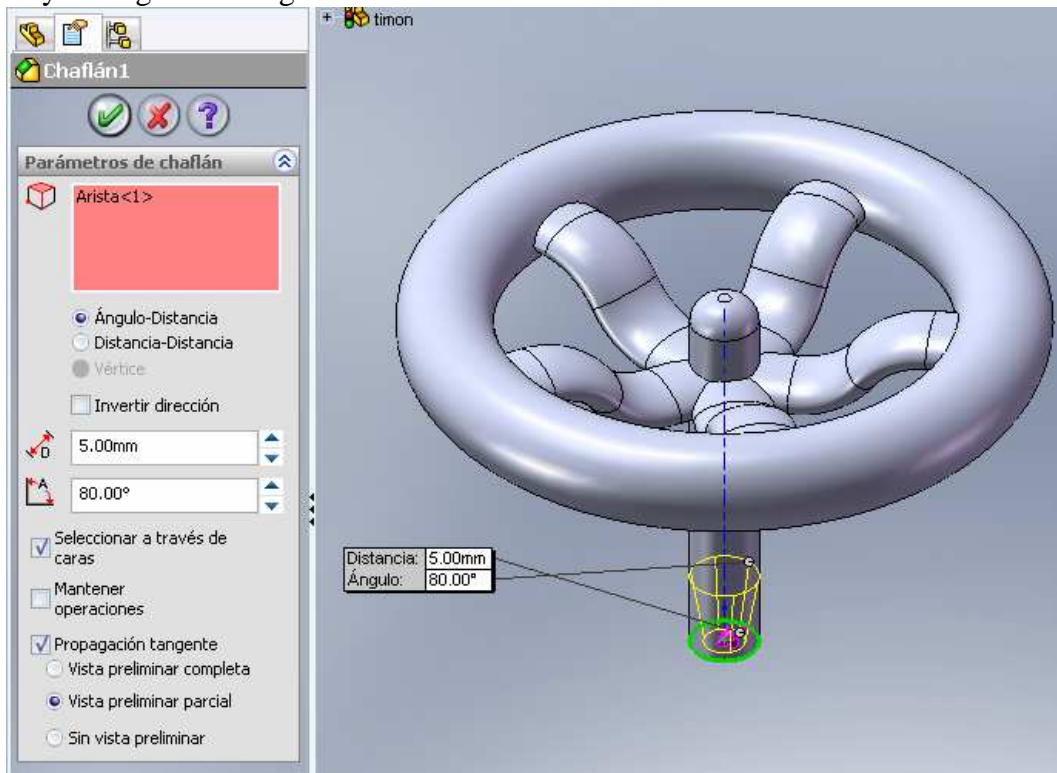 timon
Chaflán1
Parámetros de chaflán
Arista<1>
Ángulo-Distancia
Distancia-Distancia
Vértice
Invertir dirección
D
5.00mm
A
80.00°
Seleccionar a través de
caras
Mantener
operaciones
Propagación tangente
Vista preliminar completa
Vista preliminar parcial
Sin vista preliminar
Distancia: 5.00mm
Ángulo: 80.00°